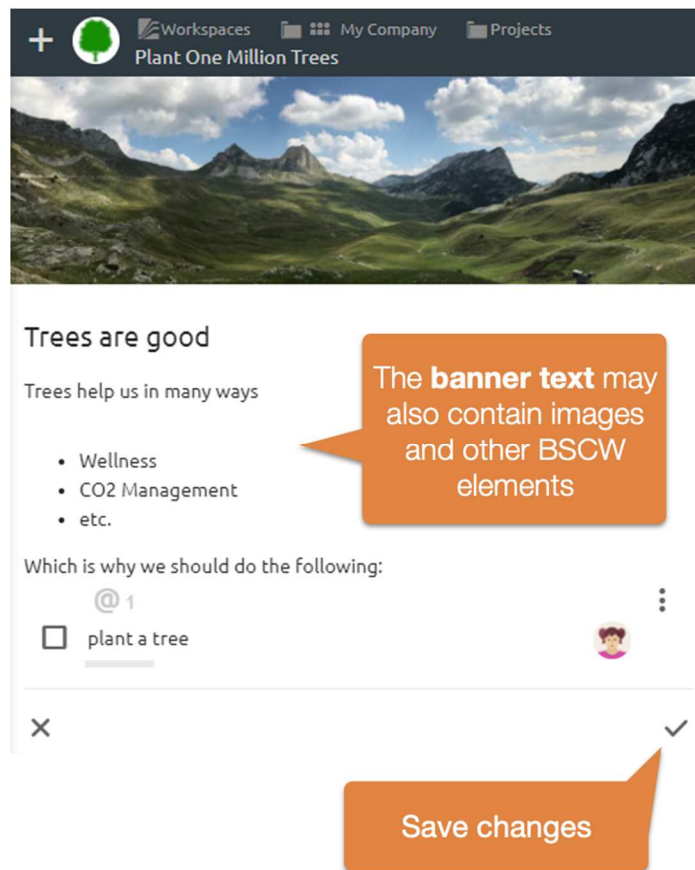 + Workspaces My Company Projects
Plant One Million Trees
Trees are good
Trees help us in many ways
The banner text may
also contain images
and other BSCW
elements
• Wellness
• CO2 Management
• etc.
Which is why we should do the following:
@ 1
plant a tree
Save changes